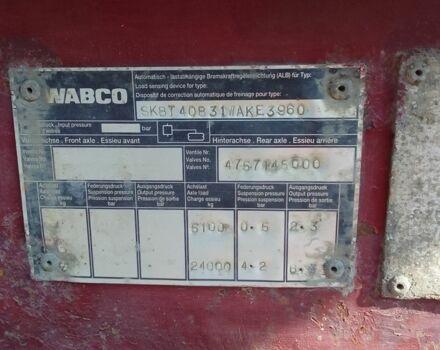 WABCO
Automatisch - lastabhängige Bremskraftregeleinrichtung (ALB) für Typ:
Load sensing device for type:
Dispositif de correction automatique de freinage pour type:
SKBT40B31WAKE3960
Input pressure bar
Vorderachse . Front axle . Essieu avant
Hinterachse . Rear axle . Essieu arrière
Ventile Nr.
Valves No.
Valves No. 4757145000
Achslast Federungsdruck Ausgangsdruck Achslast Federungsdruck Ausgangsdruck
Axle load Suspension pressure Output pressure Axle load Suspension pressure Output pressure
Charge essieu Pression suspension Pression de sortie Charge essieu Pression suspension Pression de sortie
bar bar kg bar bar
6100 0.5 2.3
24000 4.2